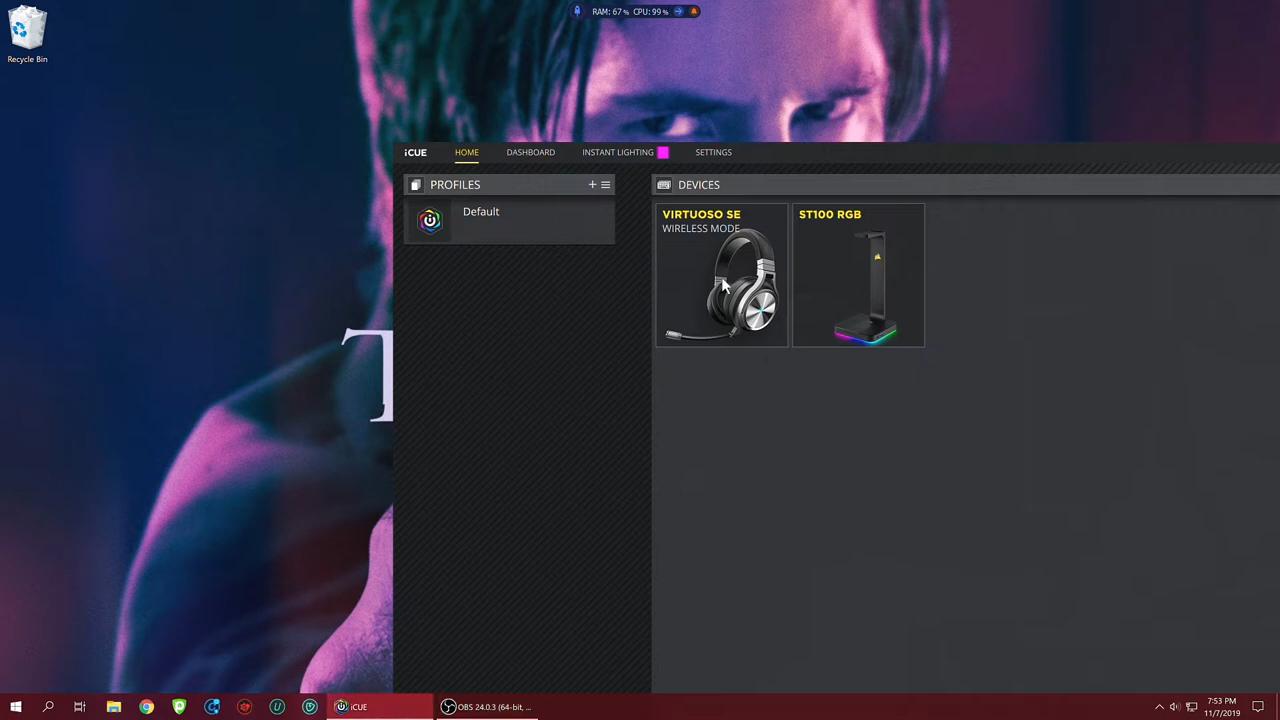 RAM: 67% CPU: 99%
Recycle Bin
iCUE HOME DASHBOARD INSTANT LIGHTING SETTINGS
PROFILES
DEVICES
Default
VIRTUOSO SE
WIRELESS MODE
ST100 RGB
T
iCUE
OBS 24.0.3 (64-bit, ...
7:53 PM
11/7/2019